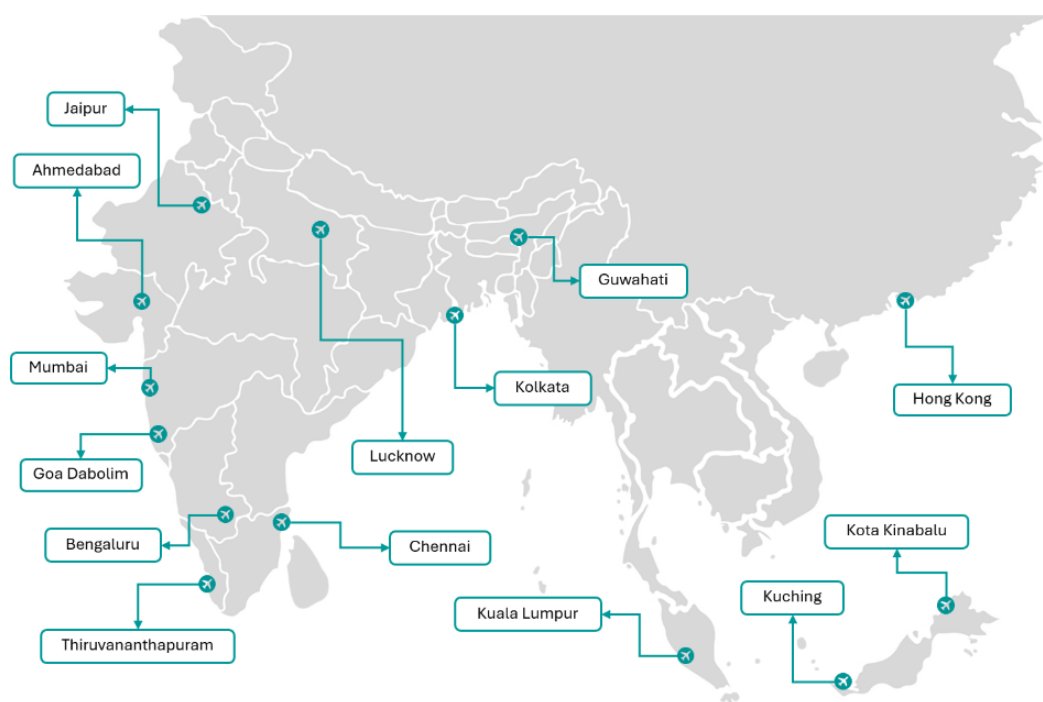 Jaipur
Ahmedabad
Guwahati
Mumbai
Kolkata
Hong Kong
Lucknow
Goa Dabolim
Bengaluru
Chennai
Kota Kinabalu
Kuching
Kuala Lumpur
Thiruvananthapuram